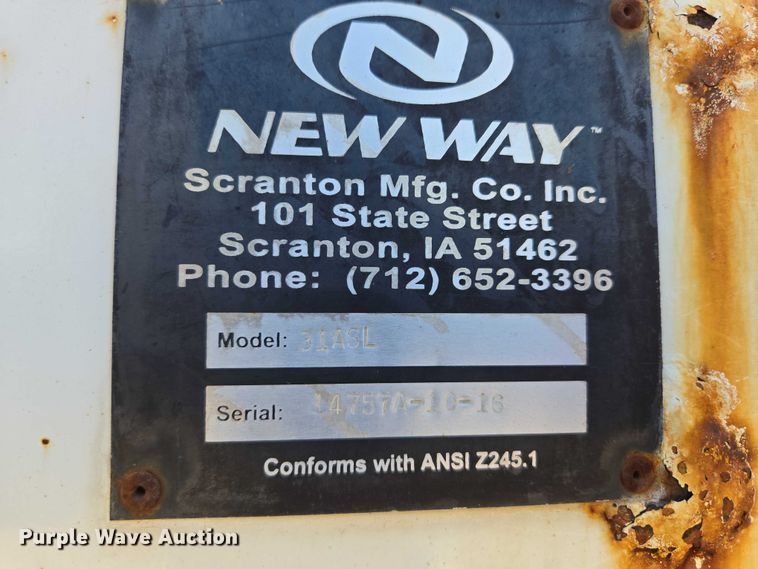 NEW WAY™
Scranton Mfg. Co. Inc.
101 State Street
Scranton, IA 51462
Phone: (712) 652-3396
Model: 31ASL
Serial: 14757A-10-16
Conforms with ANSI Z245.1
Purple Wave Auction